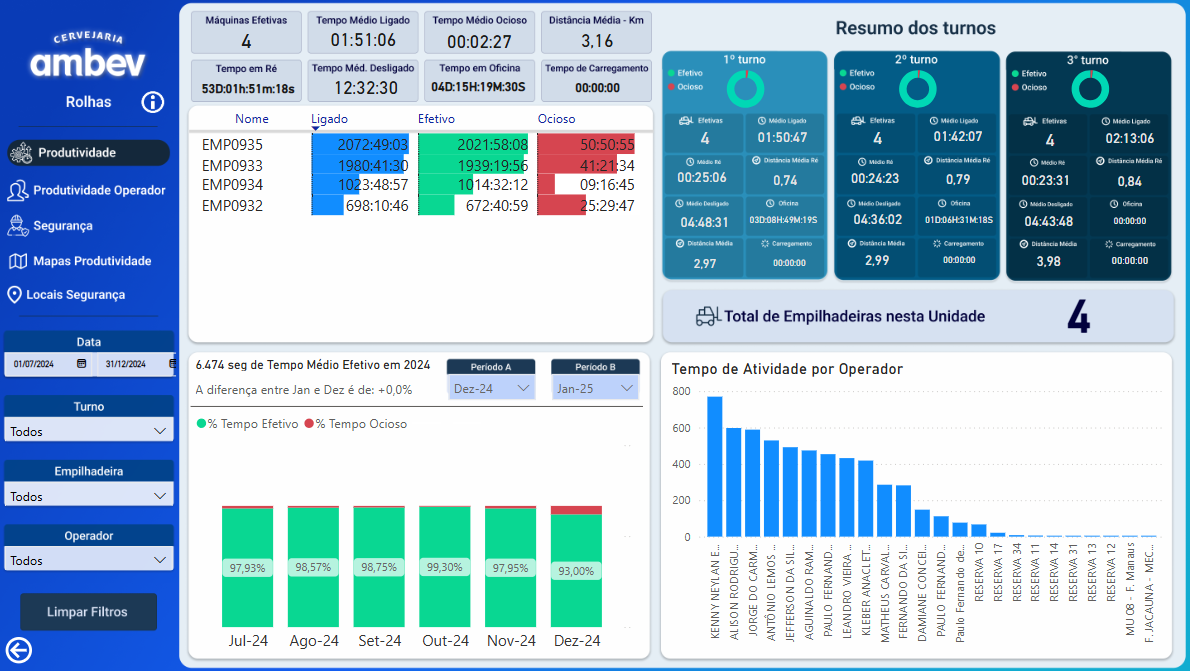 CERVEJARIA
ambev
Rolhas
Produtividade
Produtividade Operador
Segurança
Mapas Produtividade
Locais Segurança
Data
01/07/2024 31/12/2024
Turno
Todos
Empilhadeira
Todos
Operador
Todos
Limpar Filtros
Máquinas Efetivas
4
Tempo Médio Ligado
01:51:06
Tempo Médio Ocioso
00:02:27
Distância Média - Km
3,16
Tempo em Ré
53D:01h:51m:18s
Tempo Méd. Desligado
12:32:30
Tempo em Oficina
04D:15H:19M:30S
Tempo de Carregamento
00:00:00
Nome Ligado Efetivo Ocioso
EMP0935 2072:49:03 2021:58:08 50:50:55
EMP0933 1980:41:30 1939:19:56 41:21:34
EMP0934 1023:48:57 1014:32:12 09:16:45
EMP0932 698:10:46 672:40:59 25:29:47
Resumo dos turnos
1º turno
Efetivo
Ocioso
Efetivas
4
Médio Ligado
01:50:47
Médio Ré
00:25:06
Distância Média Ré
0,74
Médio Desligado
04:48:31
Oficina
03D:08H:49M:19S
Distância Média
2,97
Carregamento
00:00:00
2º turno
Efetivo
Ocioso
Efetivas
4
Médio Ligado
01:42:07
Médio Ré
00:24:23
Distância Média Ré
0,79
Médio Desligado
04:36:02
Oficina
01D:06H:31M:18S
Distância Média
2,99
Carregamento
00:00:00
3º turno
Efetivo
Ocioso
Efetivas
4
Médio Ligado
02:13:06
Médio Ré
00:23:31
Distância Média Ré
0,84
Médio Desligado
04:43:48
Oficina
00:00:00
Distância Média
3,98
Carregamento
00:00:00
Total de Empilhadeiras nesta Unidade
4
6.474 seg de Tempo Médio Efetivo em 2024
A diferença entre Jan e Dez é de: +0,0%
Período A
Dez-24
Período B
Jan-25
% Tempo Efetivo % Tempo Ocioso
97,93% 98,57% 98,75% 99,30% 97,95% 93,00%
Jul-24 Ago-24 Set-24 Out-24 Nov-24 Dez-24
Tempo de Atividade por Operador
800
600
400
200
0
KENNY NEYLAN E...
ALISON RODRIGU...
JORGE DO CARM...
ANTÔNIO LEMOS ...
JEFFERSON DA SIL...
AGUINALDO RAM...
PAULO FERNAND...
LEANDRO VIEIRA ...
KLEBER ANACLET...
MATHEUS CARVAL...
FERNANDO DA SI...
DAMIANE CONCEI...
PAULO FERNAND...
Paulo Fernando de...
RESERVA 10
RESERVA 17
RESERVA 34
RESERVA 11
RESERVA 14
RESERVA 31
RESERVA 13
RESERVA 12
MU 08 - F. Manaus
F. JACAUNA - MEC...